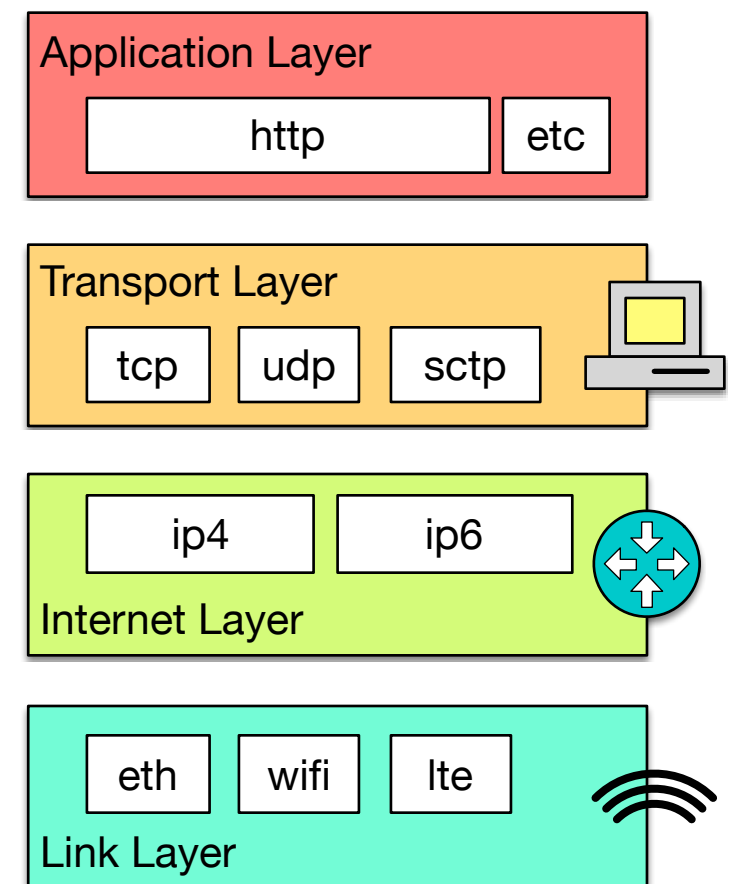 Application Layer
http etc
Transport Layer
tcp udp sctp
ip4 ip6
Internet Layer
eth wifi lte
Link Layer